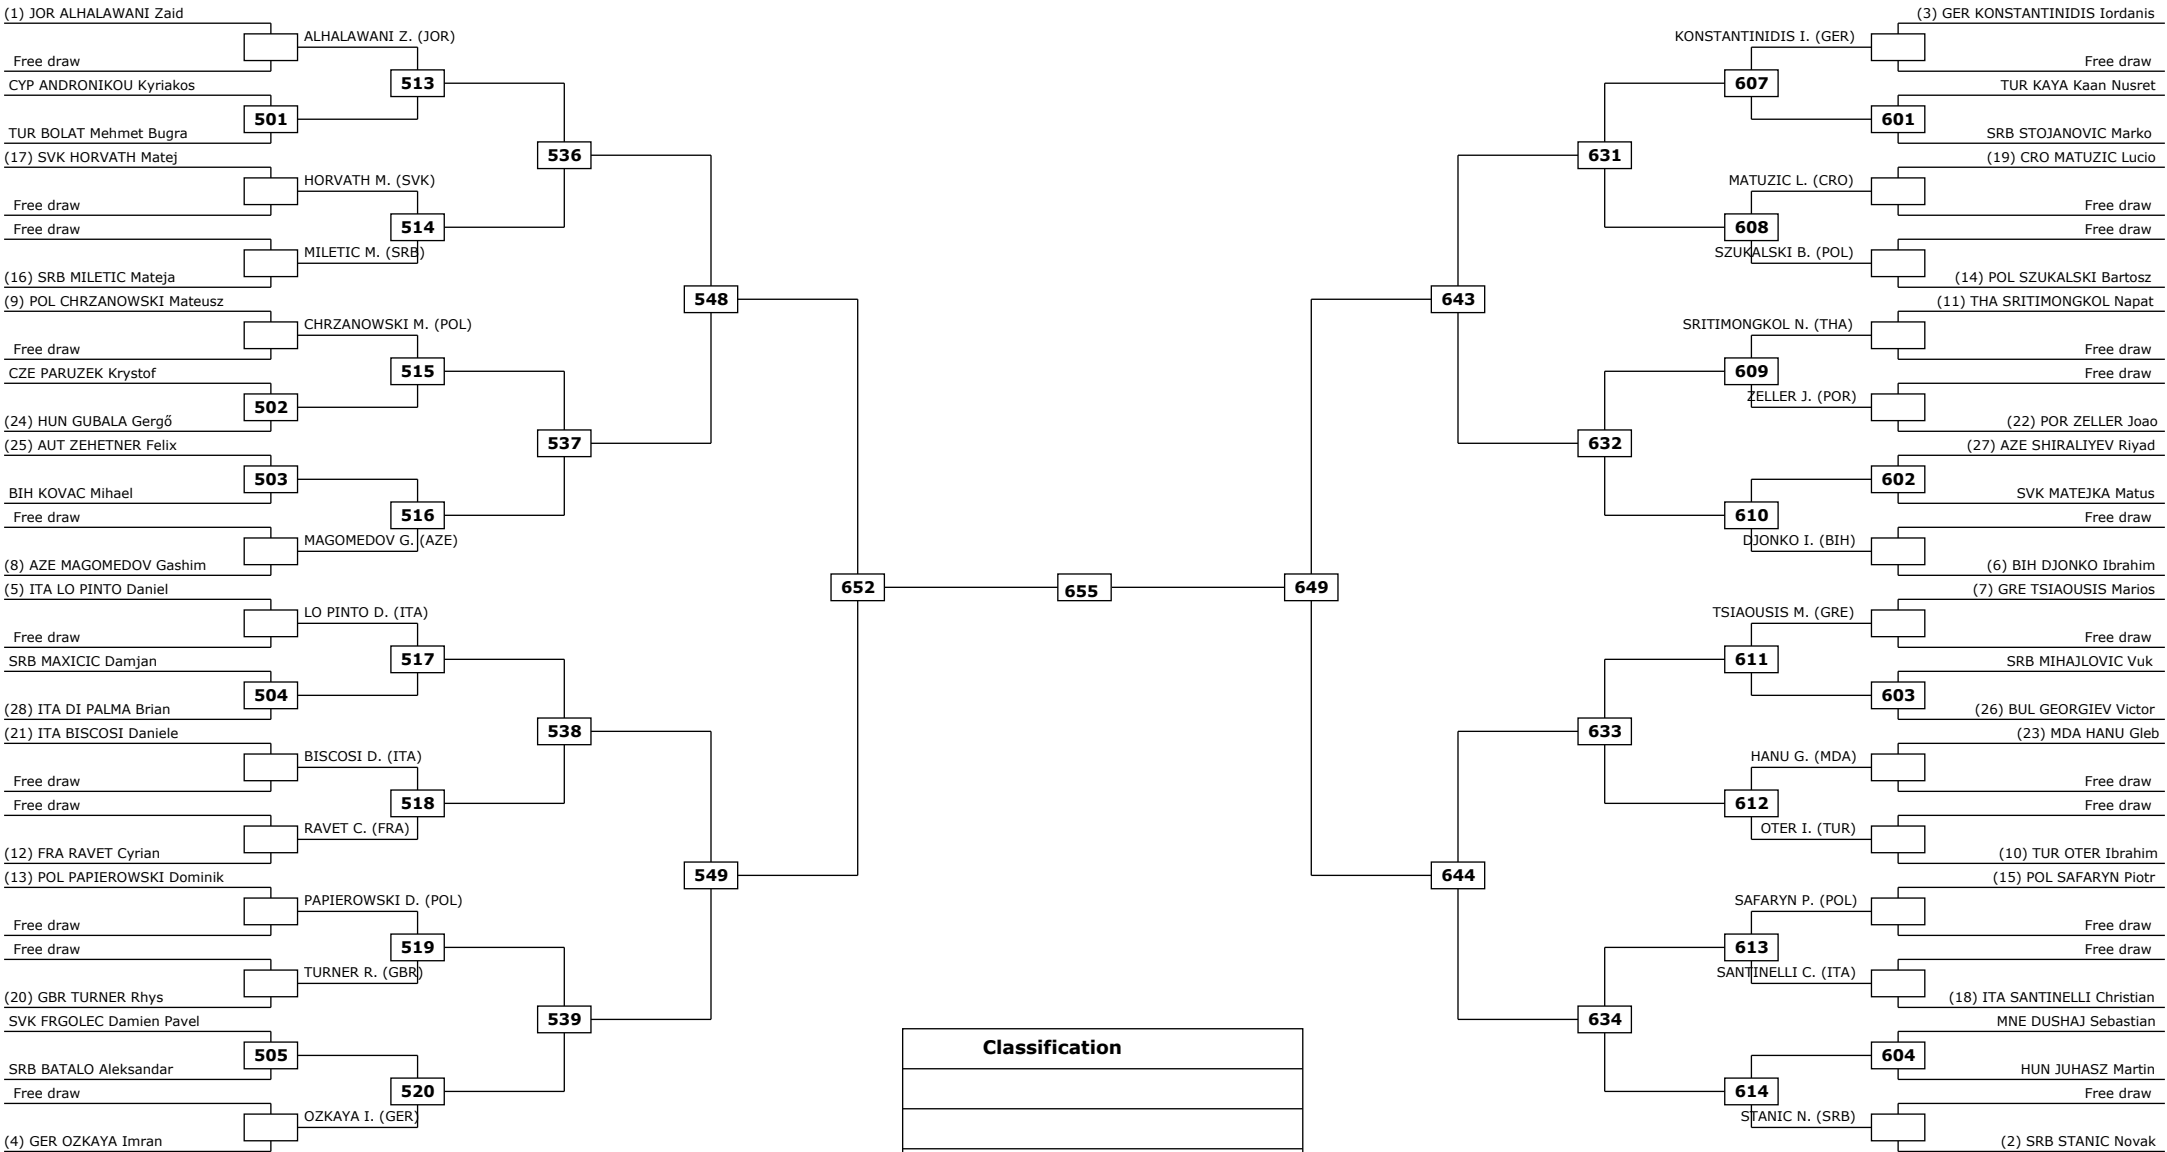 (1) JOR ALHALAWANI Zaid
ALHALAWANI Z. (JOR)
Free draw
513
CYP ANDRONIKOU Kyriakos
501
TUR BOLAT Mehmet Bugra
536
(17) SVK HORVATH Matej
HORVATH M. (SVK)
Free draw
514
Free draw
MILETIC M. (SRB)
(16) SRB MILETIC Mateja
548
(9) POL CHRZANOWSKI Mateusz
CHRZANOWSKI M. (POL)
Free draw
515
CZE PARUZEK Krystof
502
(24) HUN GUBALA Gergő
537
(25) AUT ZEHETNER Felix
503
BIH KOVAC Mihael
516
Free draw
MAGOMEDOV G. (AZE)
(8) AZE MAGOMEDOV Gashim
652
(5) ITA LO PINTO Daniel
LO PINTO D. (ITA)
Free draw
517
SRB MAXICIC Damjan
504
(28) ITA DI PALMA Brian
538
(21) ITA BISCOSI Daniele
BISCOSI D. (ITA)
Free draw
518
Free draw
RAVET C. (FRA)
(12) FRA RAVET Cyrian
549
(13) POL PAPIEROWSKI Dominik
PAPIEROWSKI D. (POL)
Free draw
519
Free draw
TURNER R. (GBR)
(20) GBR TURNER Rhys
539
SVK FRGOLEC Damien Pavel
505
SRB BATALO Aleksandar
520
Free draw
OZKAYA I. (GER)
(4) GER OZKAYA Imran
655
(3) GER KONSTANTINIDIS Iordanis
KONSTANTINIDIS I. (GER)
Free draw
607
TUR KAYA Kaan Nusret
601
SRB STOJANOVIC Marko
631
(19) CRO MATUZIC Lucio
MATUZIC L. (CRO)
Free draw
608
Free draw
SZUKALSKI B. (POL)
(14) POL SZUKALSKI Bartosz
643
(11) THA SRITIMONGKOL Napat
SRITIMONGKOL N. (THA)
Free draw
609
Free draw
ZELLER J. (POR)
(22) POR ZELLER Joao
632
(27) AZE SHIRALIYEV Riyad
602
SVK MATEJKA Matus
610
Free draw
DJONKO I. (BIH)
(6) BIH DJONKO Ibrahim
649
(7) GRE TSIAOUSIS Marios
TSIAOUSIS M. (GRE)
Free draw
611
SRB MIHAJLOVIC Vuk
603
(26) BUL GEORGIEV Victor
633
(23) MDA HANU Gleb
HANU G. (MDA)
Free draw
612
Free draw
OTER I. (TUR)
(10) TUR OTER Ibrahim
644
(15) POL SAFARYN Piotr
SAFARYN P. (POL)
Free draw
613
Free draw
SANTINELLI C. (ITA)
(18) ITA SANTINELLI Christian
634
MNE DUSHAJ Sebastian
604
HUN JUHASZ Martin
614
Free draw
STANIC N. (SRB)
(2) SRB STANIC Novak
Classification